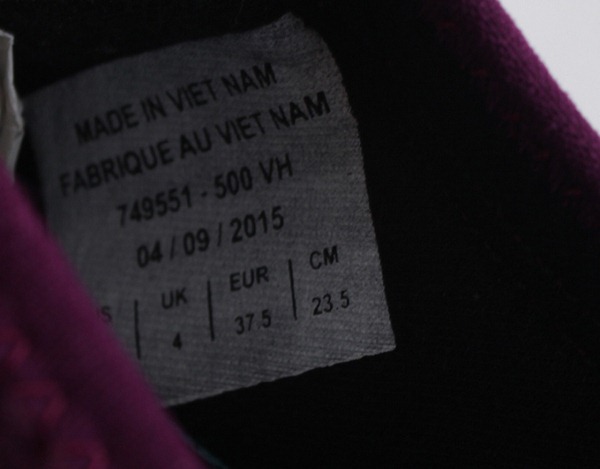 MADE IN VIET NAM
FABRIQUE AU VIET NAM
749551 - 500 VH
04 / 09 / 2015
UK EUR CM
4 37.5 23.5